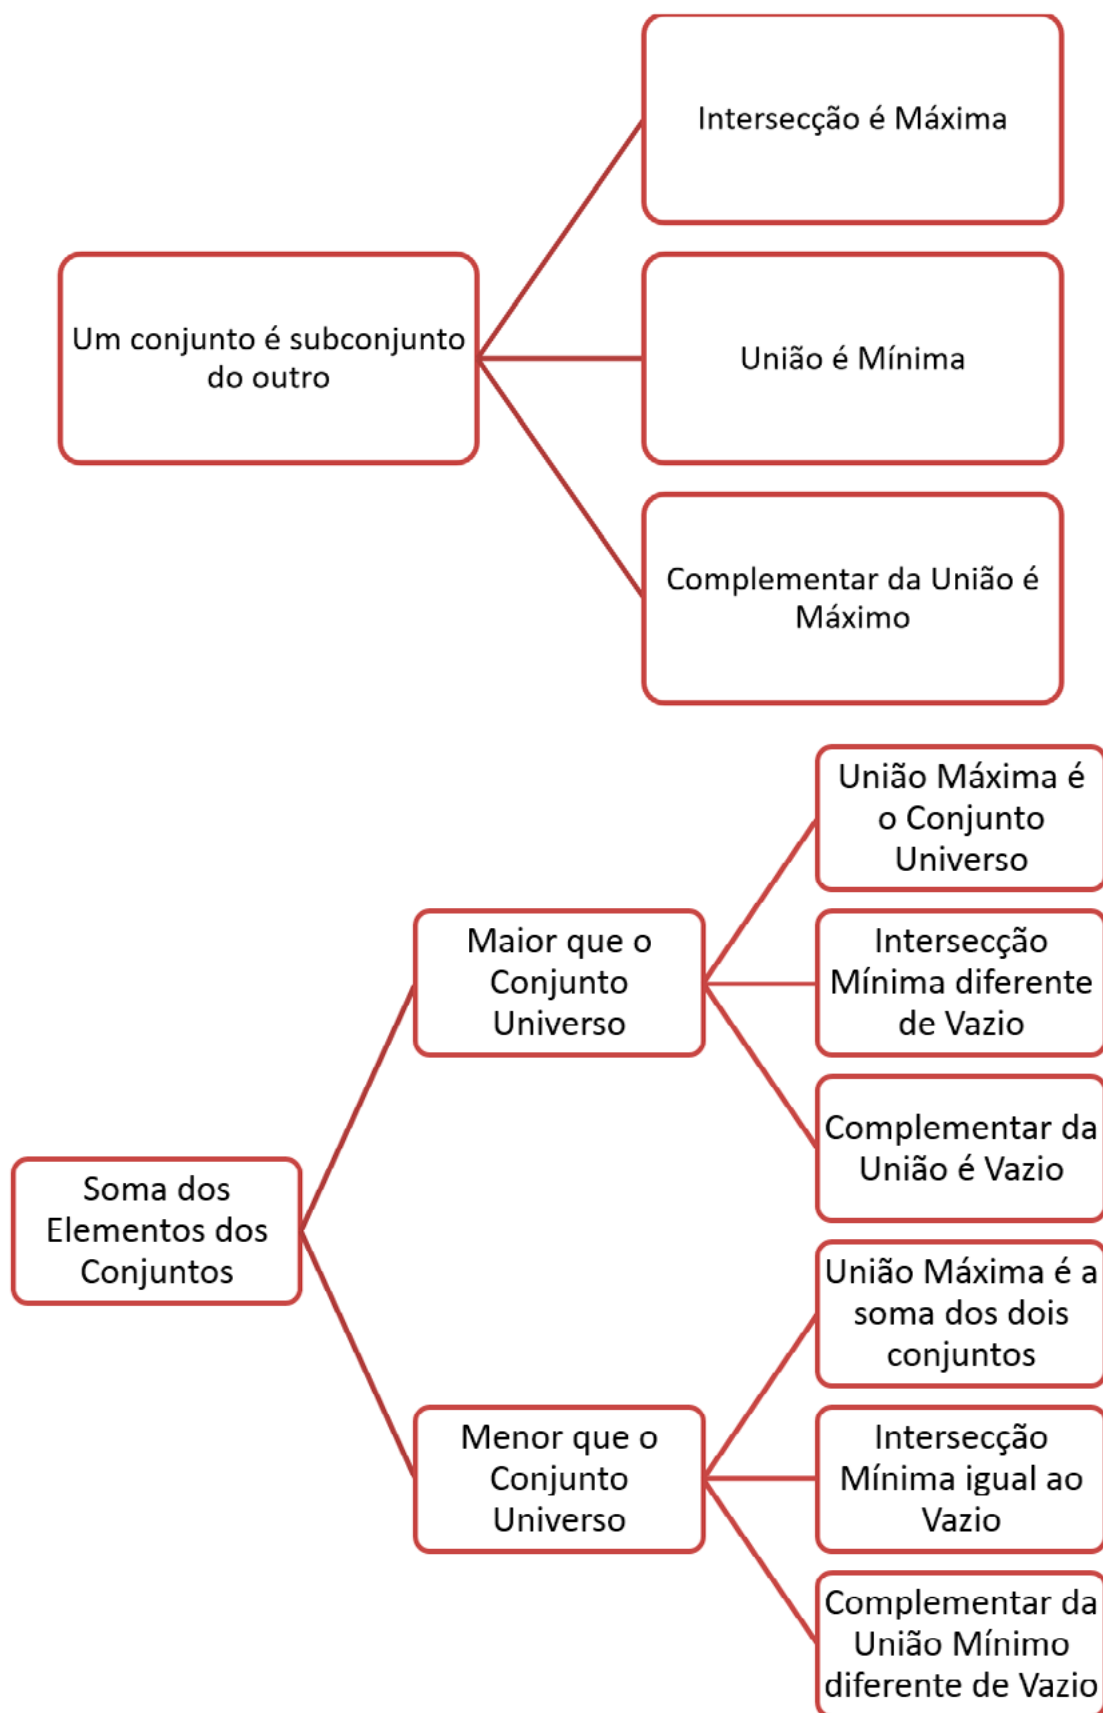 Intersecção é Máxima
Um conjunto é subconjunto
do outro
União é Mínima
Complementar da União é
Máximo
União Máxima é
o Conjunto
Universo
Maior que o
Conjunto
Universo
Intersecção
Mínima diferente
de Vazio
Complementar da
União é Vazio
Soma dos
Elementos dos
Conjuntos
União Máxima é a
soma dos dois
conjuntos
Menor que o
Conjunto
Universo
Intersecção
Mínima igual ao
Vazio
Complementar da
União Mínimo
diferente de Vazio